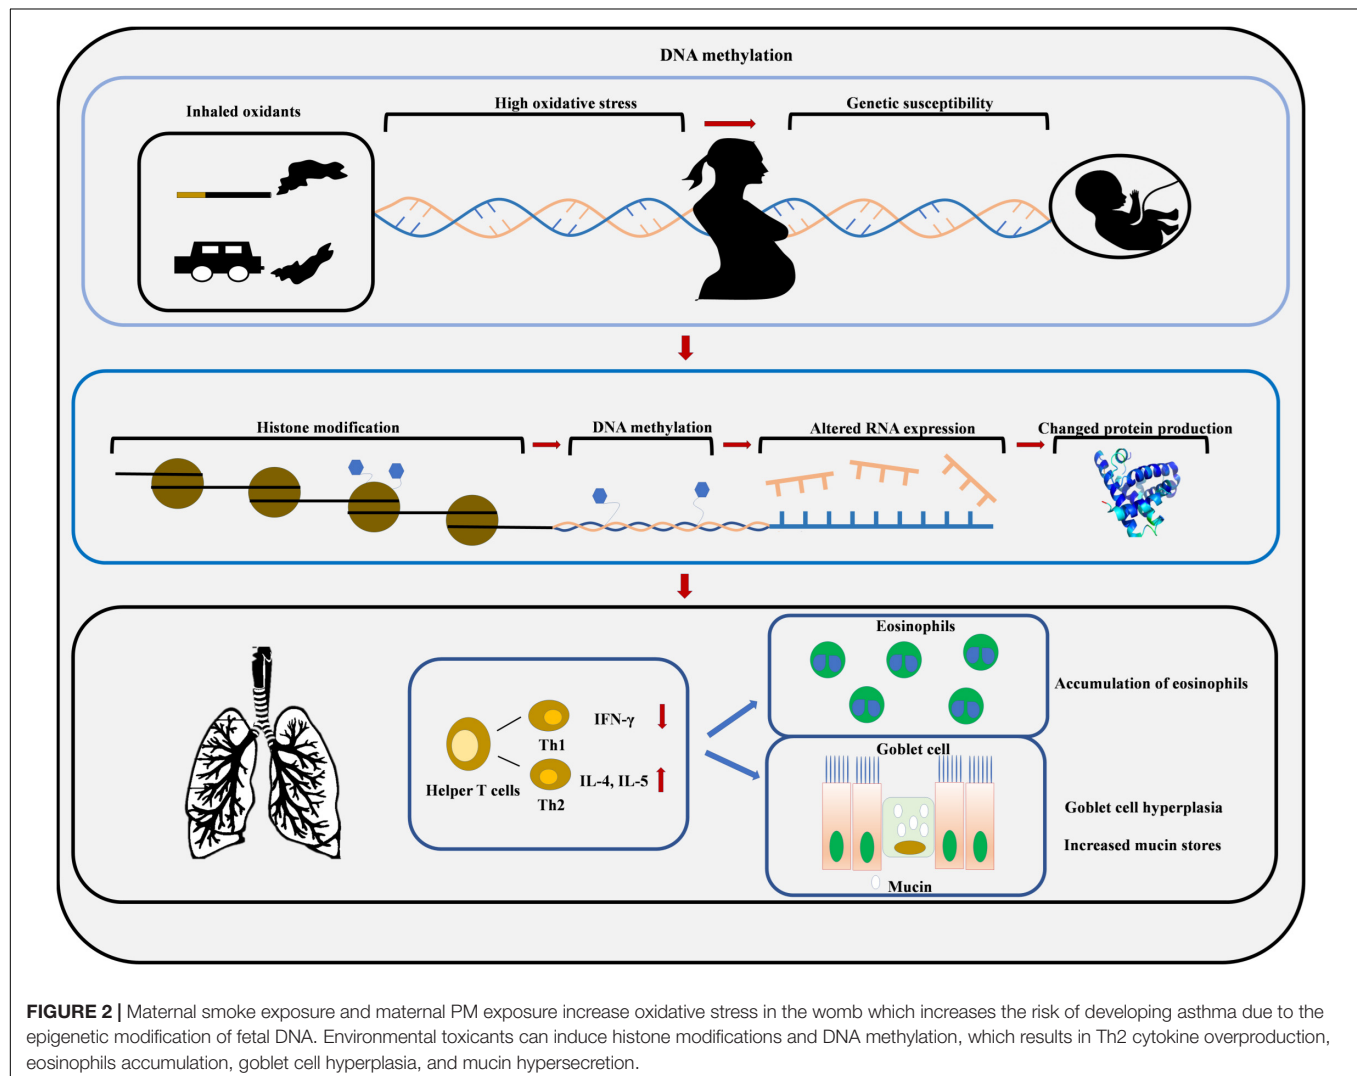 DNA methylation
Inhaled oxidants
High oxidative stress
Genetic susceptibility
Histone modification
DNA methylation
Altered RNA expression
Changed protein production
Eosinophils
Accumulation of eosinophils
Helper T cells
Th1
IFN-γ
Th2
IL-4, IL-5
Goblet cell
Goblet cell hyperplasia
Increased mucin stores
Mucin
FIGURE 2 | Maternal smoke exposure and maternal PM exposure increase oxidative stress in the womb which increases the risk of developing asthma due to the
epigenetic modification of fetal DNA. Environmental toxicants can induce histone modifications and DNA methylation, which results in Th2 cytokine overproduction,
eosinophils accumulation, goblet cell hyperplasia, and mucin hypersecretion.